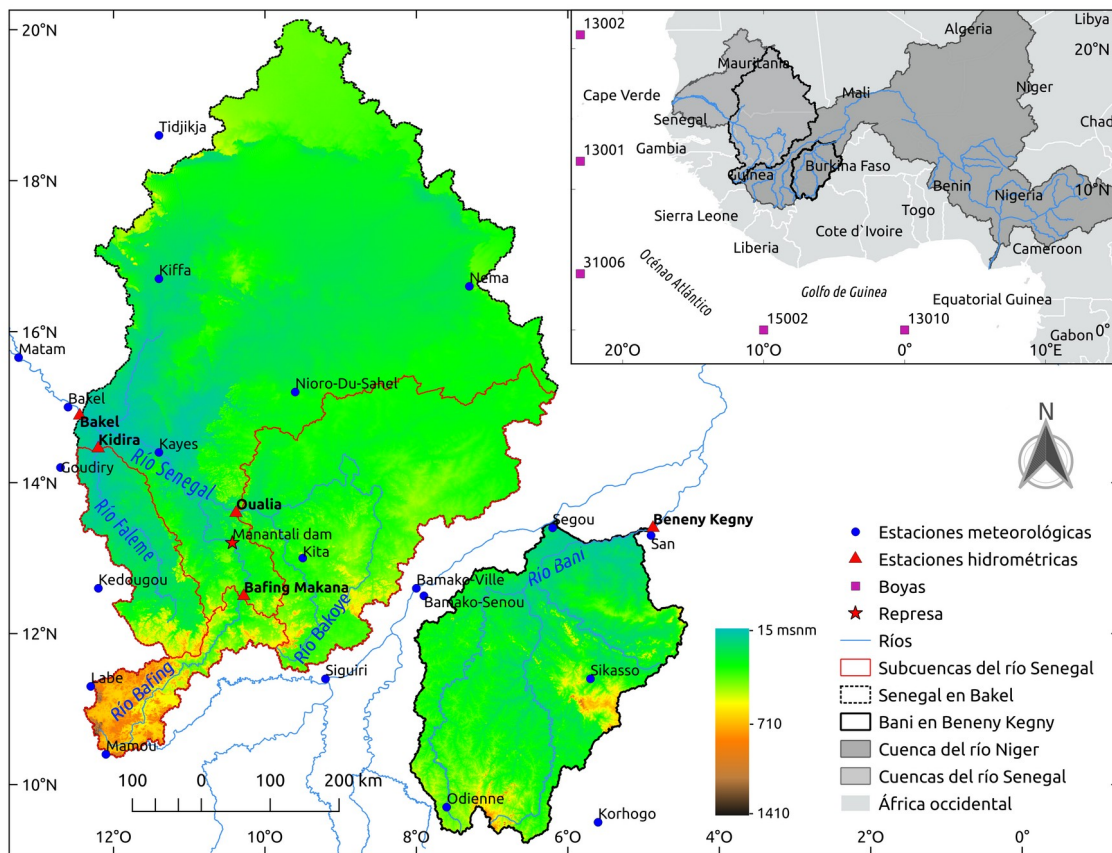 20°N
18°N
16°N
14°N
12°N
10°N
12°O
10°O
8°O
6°O
4°O
2°O
0°
Tidjikja
Kiffa
Nema
Matam
Nioro-Du-Sahel
Bakel
Bakel
Kidira
Kayes
Goudiry
Río Senegal
Río Faleme
Oualia
Manantali dam
Kita
Kedougou
Bafing Makana
Río Bakoye
Río Bafing
Labe
Mamou
Siguiri
Bamako-Ville
Bamako-Senou
Segou
Beneny Kegny
San
Río Bani
Sikasso
Odienne
Korhogo
100 0 100 200 km
15 msnm
710
1410
13002
13001
31006
15002
13010
Libya
Algeria
20°N
Mauritania
Cape Verde
Mali
Niger
Senegal
Chad
Gambia
Guinea
Burkina Faso
Benin
Nigeria
10°N
Sierra Leone
Togo
Liberia
Cote d`Ivoire
Cameroon
Océnao Atlántico
Golfo de Guinea
Equatorial Guinea
Gabon
0°
20°O
10°O
0°
10°E
N
Estaciones meteorológicas
Estaciones hidrométricas
Boyas
Represa
Ríos
Subcuencas del río Senegal
Senegal en Bakel
Bani en Beneny Kegny
Cuenca del río Niger
Cuencas del río Senegal
África occidental